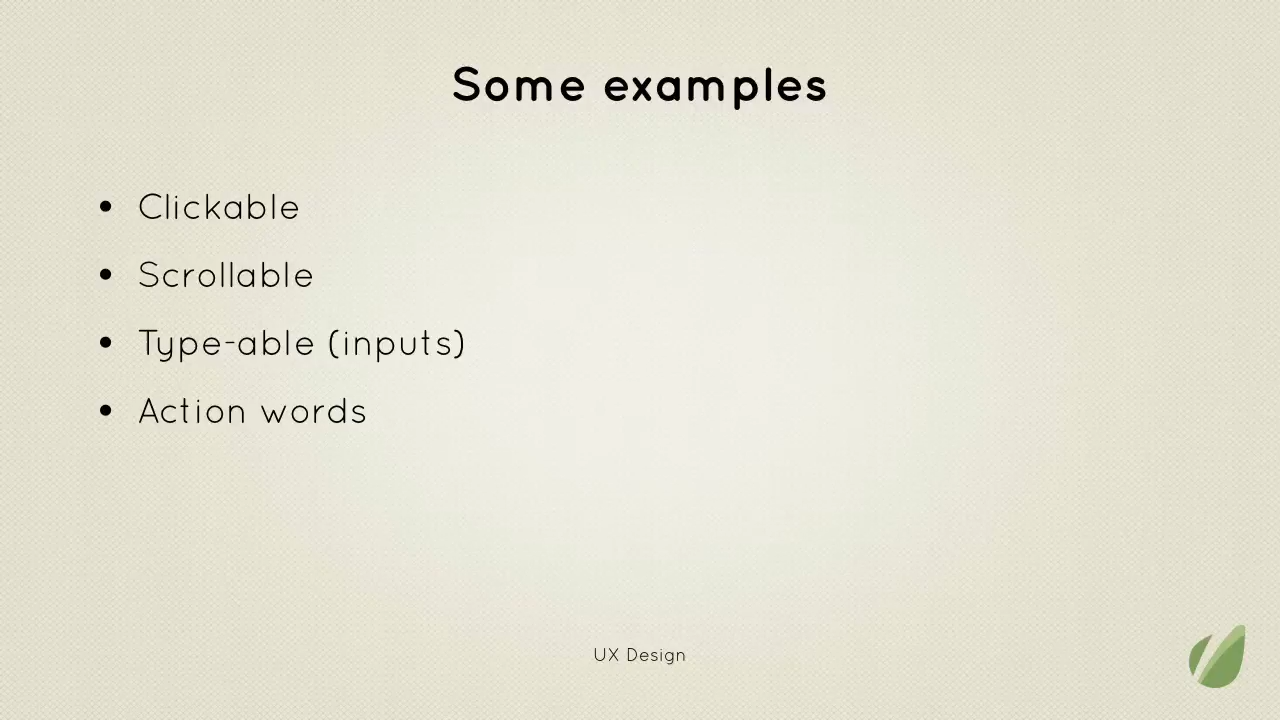 Some examples
• Clickable
• Scrollable
• Type-able (inputs)
• Action words
UX Design